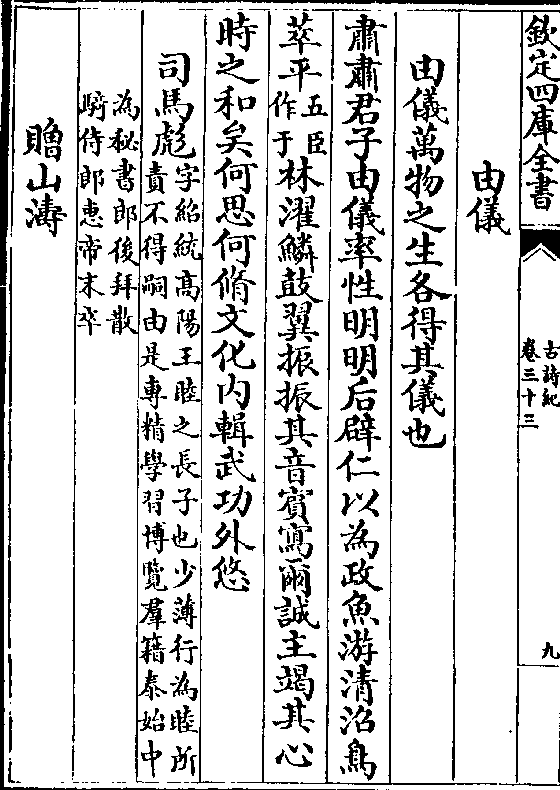 欽定四庫全書
古詩紀
卷三十三
九
由儀
由儀萬物之生各得其儀也
肅肅君子由儀率性明明后辟仁以為政魚游清沼鳥
萃平五臣作于林濯鱗鼓翼振振其音賓寫爾誠主竭其心
時之和矣何思何脩文化内輯武功外悠
司馬彪字紹統高陽王睦之長子也少薄行為睦所
責不得嗣由是專精學習博覽羣籍泰始中
為秘書郎後拜散
騎侍郎惠帝末卒
贈山濤